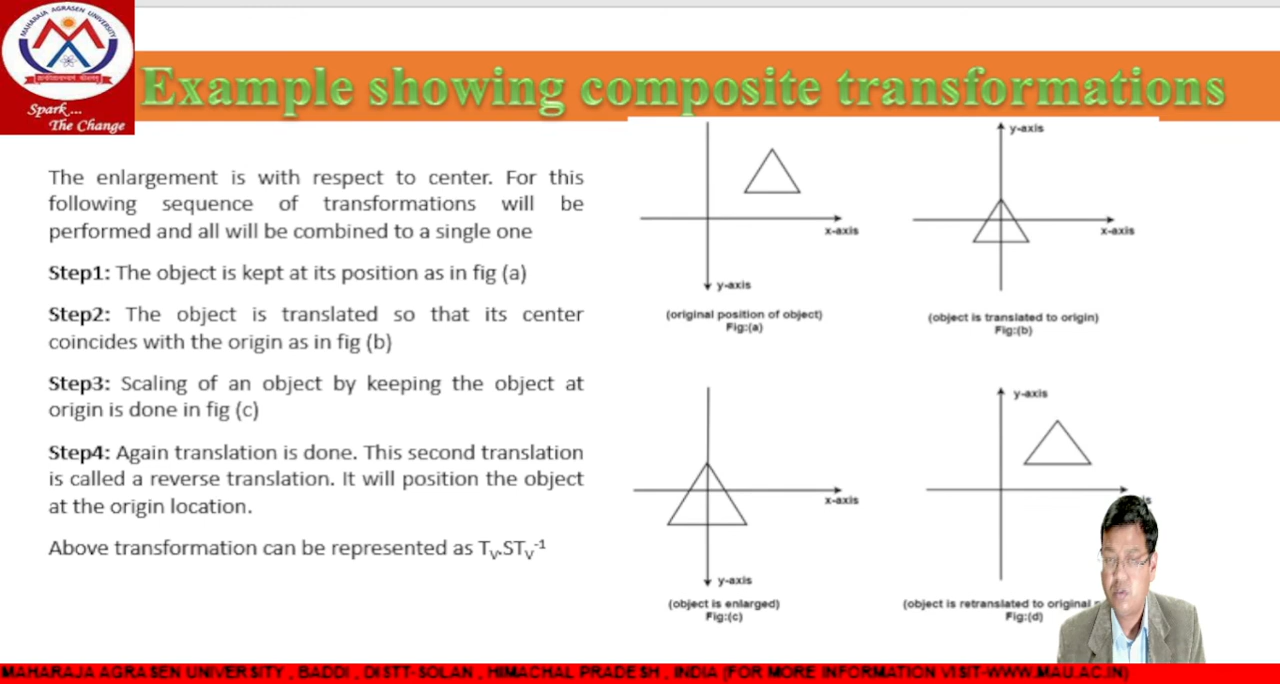 MAHARAJA AGRASEN UNIVERSITY
Spark...
The Change
Example showing composite transformations
The enlargement is with respect to center. For this
following sequence of transformations will be
performed and all will be combined to a single one
Step1: The object is kept at its position as in fig (a)
Step2: The object is translated so that its center
coincides with the origin as in fig (b)
Step3: Scaling of an object by keeping the object at
origin is done in fig (c)
Step4: Again translation is done. This second translation
is called a reverse translation. It will position the object
at the origin location.
Above transformation can be represented as TV.STV-1
x-axis
y-axis
(original position of object)
Fig:(a)
y-axis
x-axis
(object is translated to origin)
Fig:(b)
x-axis
y-axis
(object is enlarged)
Fig:(c)
y-axis
(object is retranslated to original
Fig:(d)
MAHARAJA AGRASEN UNIVERSITY , BADDI , DISTT-SOLAN , HIMACHAL PRADESH , INDIA (FOR MORE INFORMATION VISIT-WWW.MAU.AC.IN)